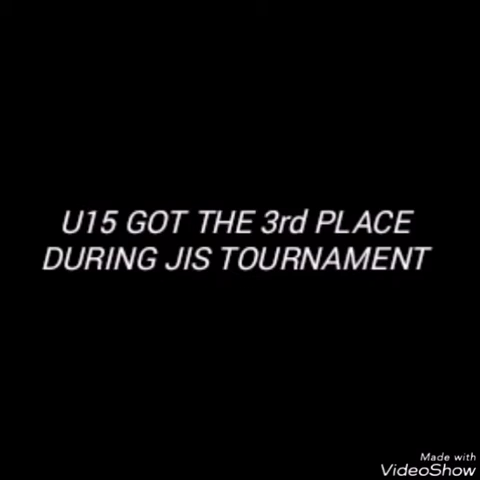 U15 GOT THE 3rd PLACE
DURING JIS TOURNAMENT
Made with
VideoShow